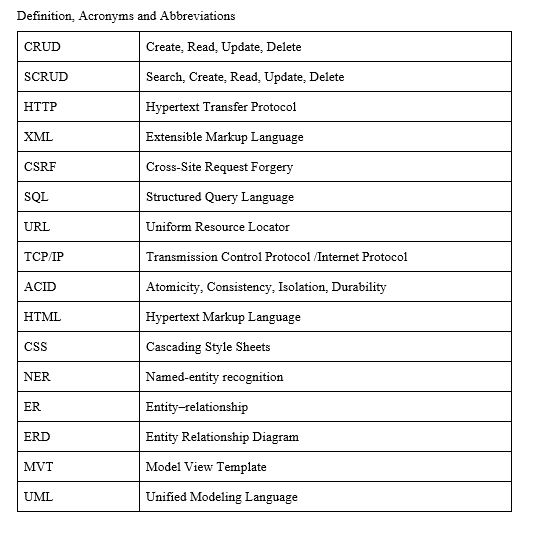 Definition, Acronyms and Abbreviations
CRUD Create, Read, Update, Delete
SCRUD Search, Create, Read, Update, Delete
HTTP Hypertext Transfer Protocol
XML Extensible Markup Language
CSRF Cross-Site Request Forgery
SQL Structured Query Language
URL Uniform Resource Locator
TCP/IP Transmission Control Protocol /Internet Protocol
ACID Atomicity, Consistency, Isolation, Durability
HTML Hypertext Markup Language
CSS Cascading Style Sheets
NER Named-entity recognition
ER Entity–relationship
ERD Entity Relationship Diagram
MVT Model View Template
UML Unified Modeling Language